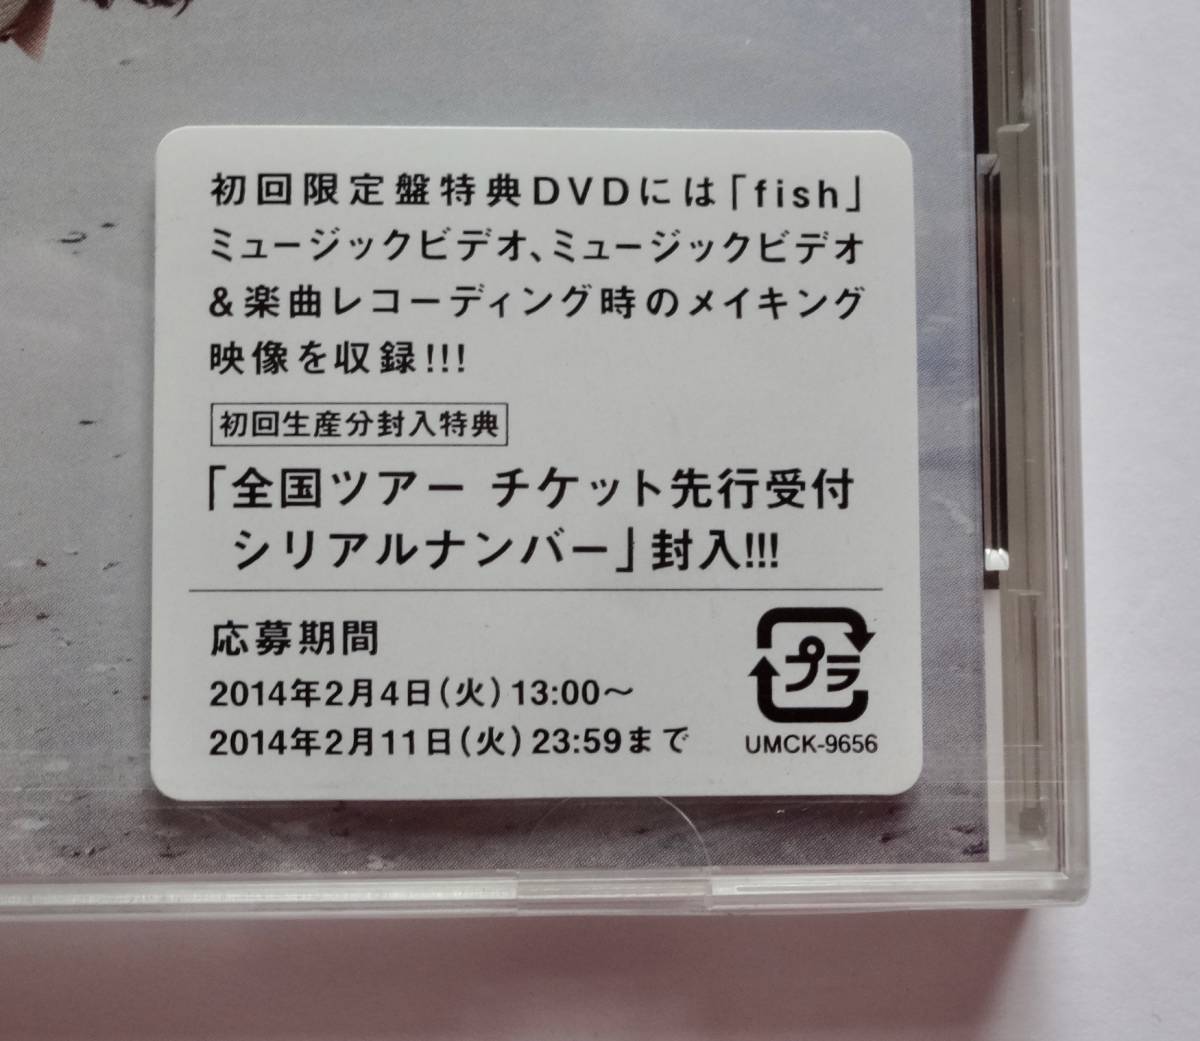 初回限定盤特典DVDには「fish」
ミュージックビデオ、ミュージックビデオ
&楽曲レコーディング時のメイキング
映像を収録!!!
初回生産分封入特典
「全国ツアー チケット先行受付
シリアルナンバー」封入!!!
応募期間
2014年2月4日(火)13:00〜
2014年2月11日(火)23:59まで
プラ
UMCK-9656